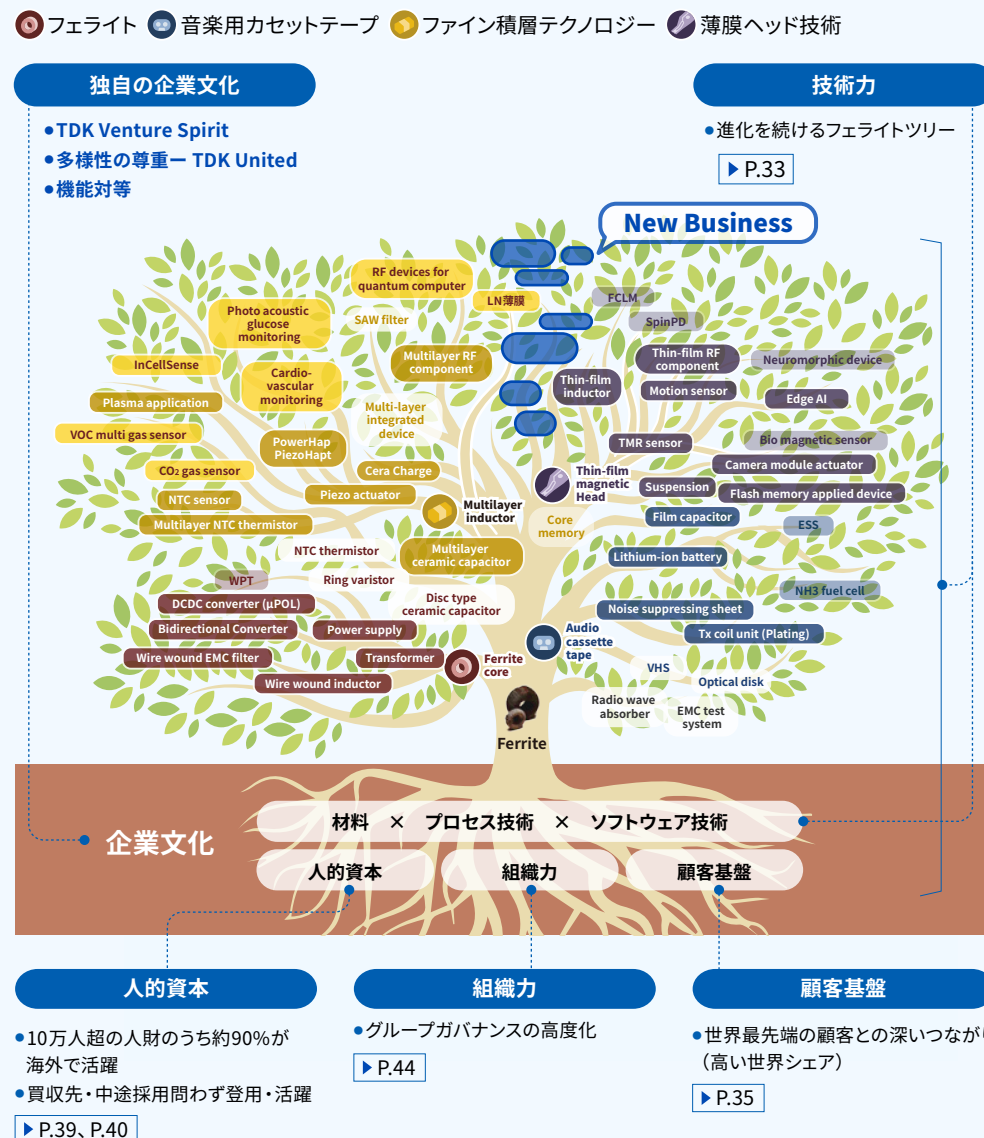 フェライト 音楽用カセットテープ ファイン積層テクノロジー 薄膜ヘッド技術
独自の企業文化
•TDK Venture Spirit
•多様性の尊重ー TDK United
•機能対等
技術力
•進化を続けるフェライトツリー
▶ P.33
New Business
RF devices for
quantum computer
LN薄膜
SAW filter
Photo acoustic
glucose
monitoring
Multilayer RF
component
InCellSense
Cardio-
vascular
monitoring
Plasma application
Multi-layer
integrated
device
VOC multi gas sensor
PowerHap
PiezoHapt
CO₂ gas sensor
Cera Charge
NTC sensor
Piezo actuator
Multilayer NTC thermistor
Multilayer
inductor
NTC thermistor
Multilayer
ceramic capacitor
WPT
Ring varistor
Disc type
ceramic capacitor
DCDC converter (μPOL)
Bidirectional Converter
Power supply
Wire wound EMC filter
Transformer
Ferrite
core
Wire wound inductor
FCLM
SpinPD
Thin-film RF
component
Neuromorphic device
Thin-film
inductor
Motion sensor
Edge AI
TMR sensor
Bio magnetic sensor
Camera module actuator
Thin-film
magnetic
Head
Suspension
Flash memory applied device
Core
memory
Film capacitor
ESS
Lithium-ion battery
NH3 fuel cell
Noise suppressing sheet
Audio
cassette
tape
Tx coil unit (Plating)
VHS
Optical disk
Radio wave
absorber
EMC test
system
Ferrite
企業文化
材料 × プロセス技術 × ソフトウェア技術
人的資本 組織力 顧客基盤
人的資本
•10万人超の人財のうち約90%が
海外で活躍
•買収先・中途採用問わず登用・活躍
▶ P.39、P.40
組織力
•グループガバナンスの高度化
▶ P.44
顧客基盤
•世界最先端の顧客との深いつながり
（高い世界シェア）
▶ P.35